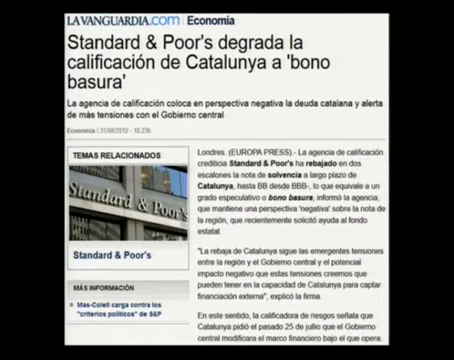 LAVANGUARDIA.com | Economía
Standard & Poor's degrada la
calificación de Catalunya a 'bono
basura'
La agencia de calificación coloca en perspectiva negativa la deuda catalana y alerta
de más tensiones con el Gobierno central
Economía | 31/08/2012 - 18:23h
TEMAS RELACIONADOS
STANDARD & POOR'S
Standard & Poor's
MÁS INFORMACIÓN
Mas-Colell carga contra los
"criterios políticos" de S&P
Londres. (EUROPA PRESS).- La agencia de calificación
crediticia Standard & Poor's ha rebajado en dos
escalones la nota de solvencia a largo plazo de
Catalunya, hasta BB desde BBB-, lo que equivale a un
grado especulativo o bono basura, informó la agencia,
que mantiene una perspectiva 'negativa' sobre la nota de
la región, que recientemente solicitó ayuda al fondo
estatal.
"La rebaja de Catalunya sigue las emergentes tensiones
entre la región y el Gobierno central y el potencial
impacto negativo que estas tensiones creemos que
pueden tener en la capacidad de Catalunya para captar
financiación externa", explicó la firma.
En este sentido, la calificadora de riesgos señala que
Catalunya pidió el pasado 25 de julio que el Gobierno
central modificara el marco financiero bajo el que opera.